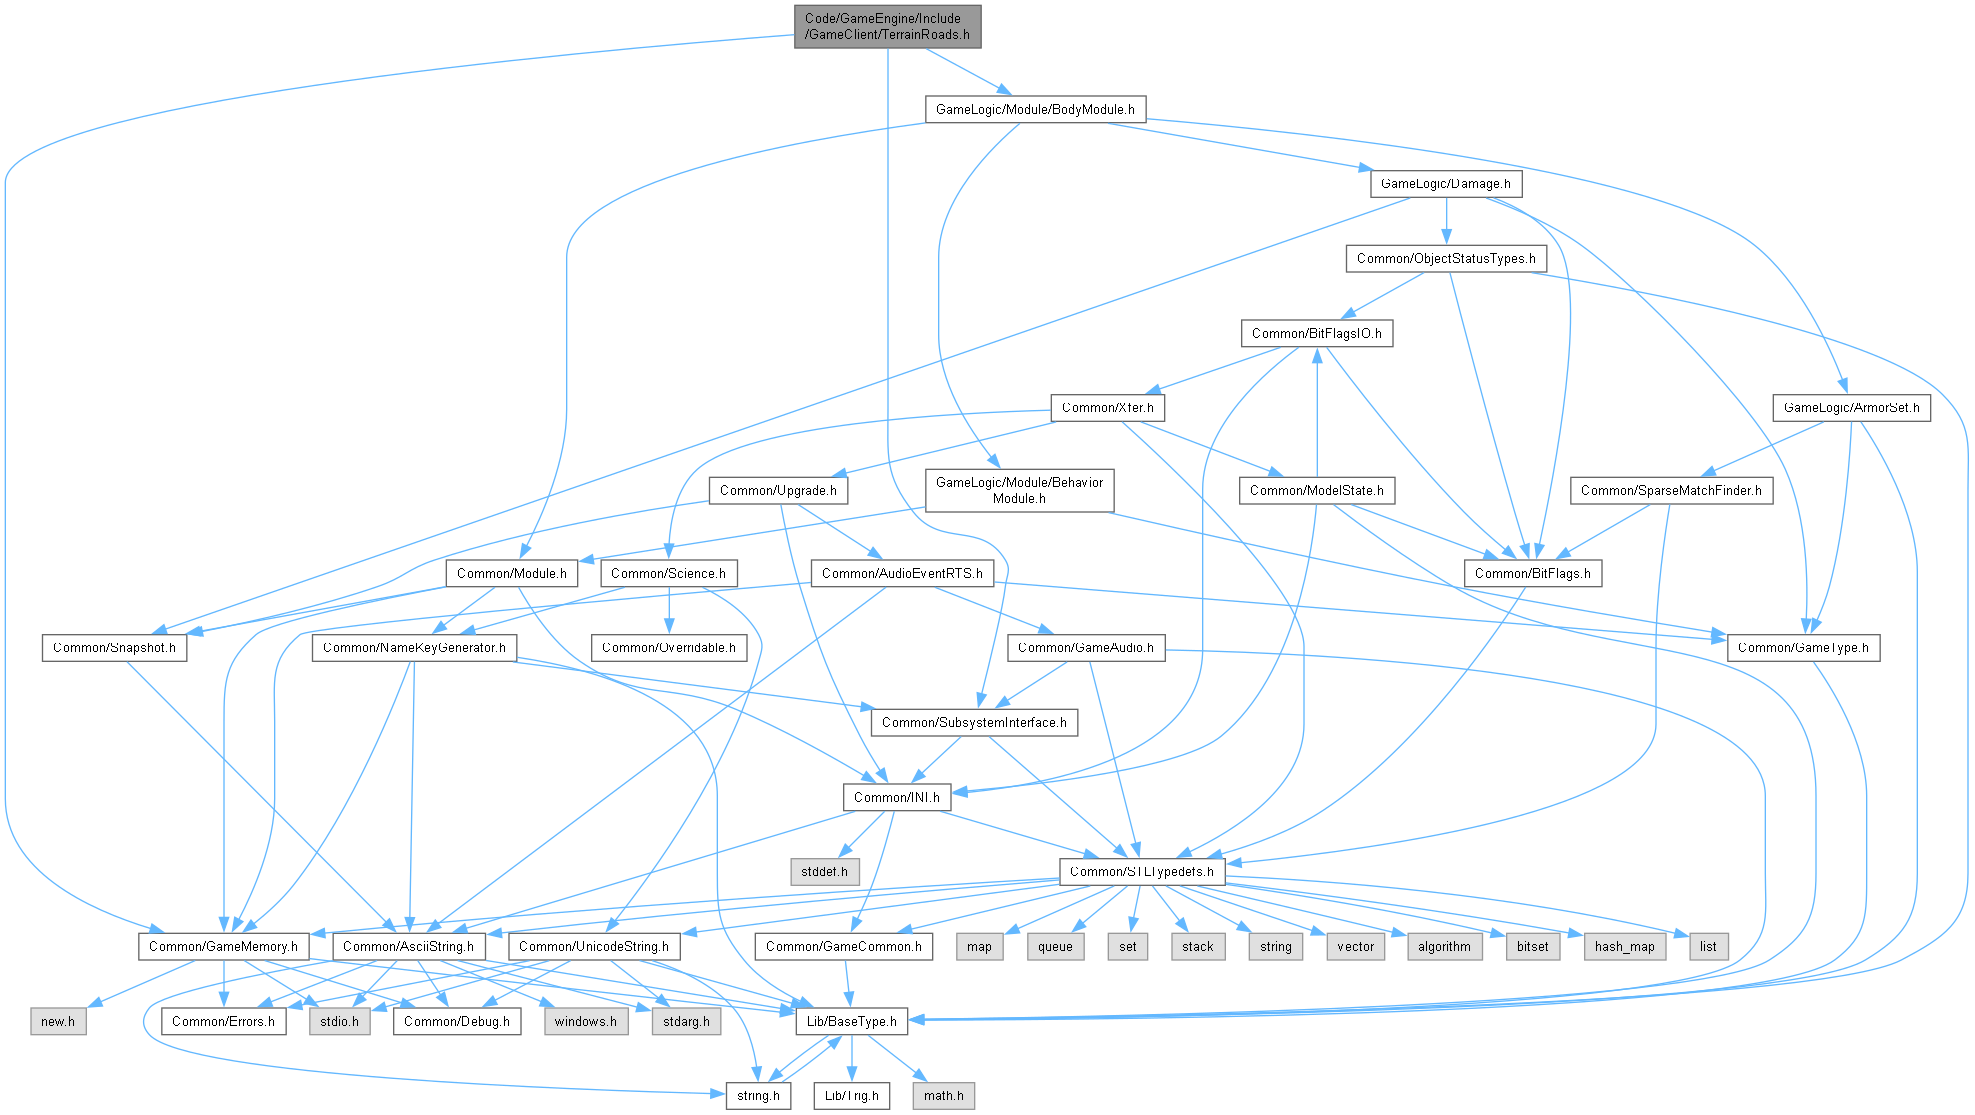 Code/GameEngine/Include
/GameClient/TerrainRoads.h
GameLogic/Module/BodyModule.h
GameLogic/Damage.h
Common/ObjectStatusTypes.h
Common/BitFlagsIO.h
Common/Xfer.h
GameLogic/ArmorSet.h
Common/Upgrade.h
GameLogic/Module/Behavior
Module.h
Common/ModelState.h
Common/SparseMatchFinder.h
Common/Module.h
Common/Science.h
Common/AudioEventRTS.h
Common/BitFlags.h
Common/Snapshot.h
Common/NameKeyGenerator.h
Common/Overridable.h
Common/GameAudio.h
Common/GameType.h
Common/SubsystemInterface.h
Common/INI.h
stddef.h
Common/STLTypedefs.h
Common/GameMemory.h
Common/AsciiString.h
Common/UnicodeString.h
Common/GameCommon.h
map
queue
set
stack
string
vector
algorithm
bitset
hash_map
list
new.h
Common/Errors.h
stdio.h
Common/Debug.h
windows.h
stdarg.h
Lib/BaseType.h
string.h
Lib/Trig.h
math.h